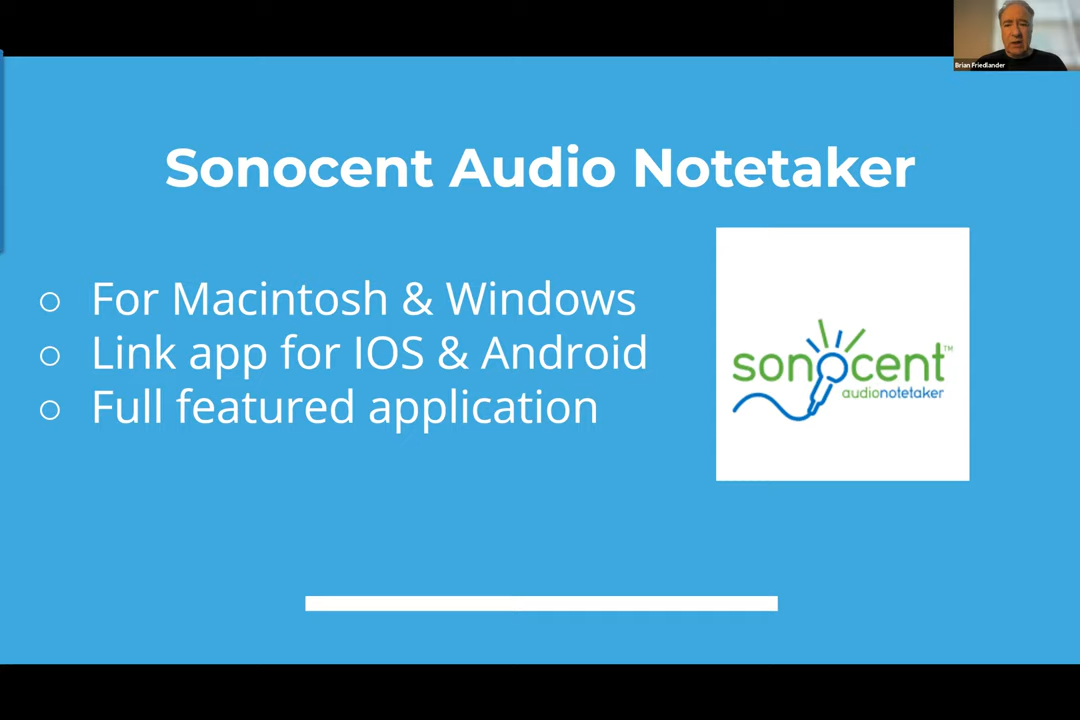 Brian Friedlander
Sonocent Audio Notetaker
○ For Macintosh & Windows
○ Link app for IOS & Android
○ Full featured application
sonocent™
audionotetaker